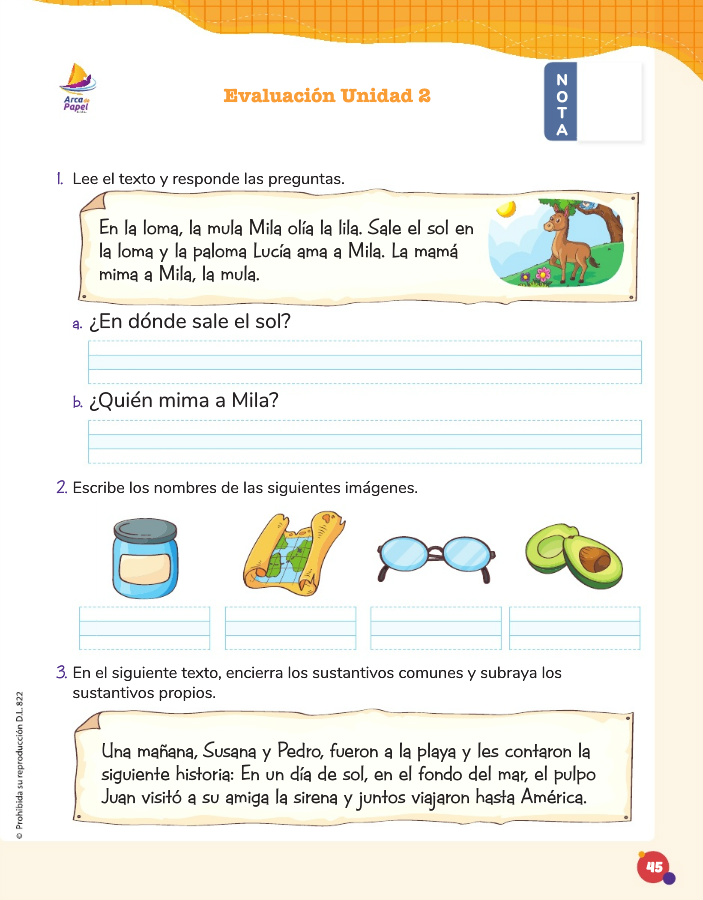 Arca de
Papel
Evaluación Unidad 2
NOTA
1. Lee el texto y responde las preguntas.
En la loma, la mula Mila olía la lila. Sale el sol en
la loma y la paloma Lucía ama a Mila. La mamá
mima a Mila, la mula.
a. ¿En dónde sale el sol?
b. ¿Quién mima a Mila?
2. Escribe los nombres de las siguientes imágenes.
3. En el siguiente texto, encierra los sustantivos comunes y subraya los
sustantivos propios.
Una mañana, Susana y Pedro, fueron a la playa y les contaron la
siguiente historia: En un día de sol, en el fondo del mar, el pulpo
Juan visitó a su amiga la sirena y juntos viajaron hasta América.
© Prohibida su reproducción D.L. 822
45